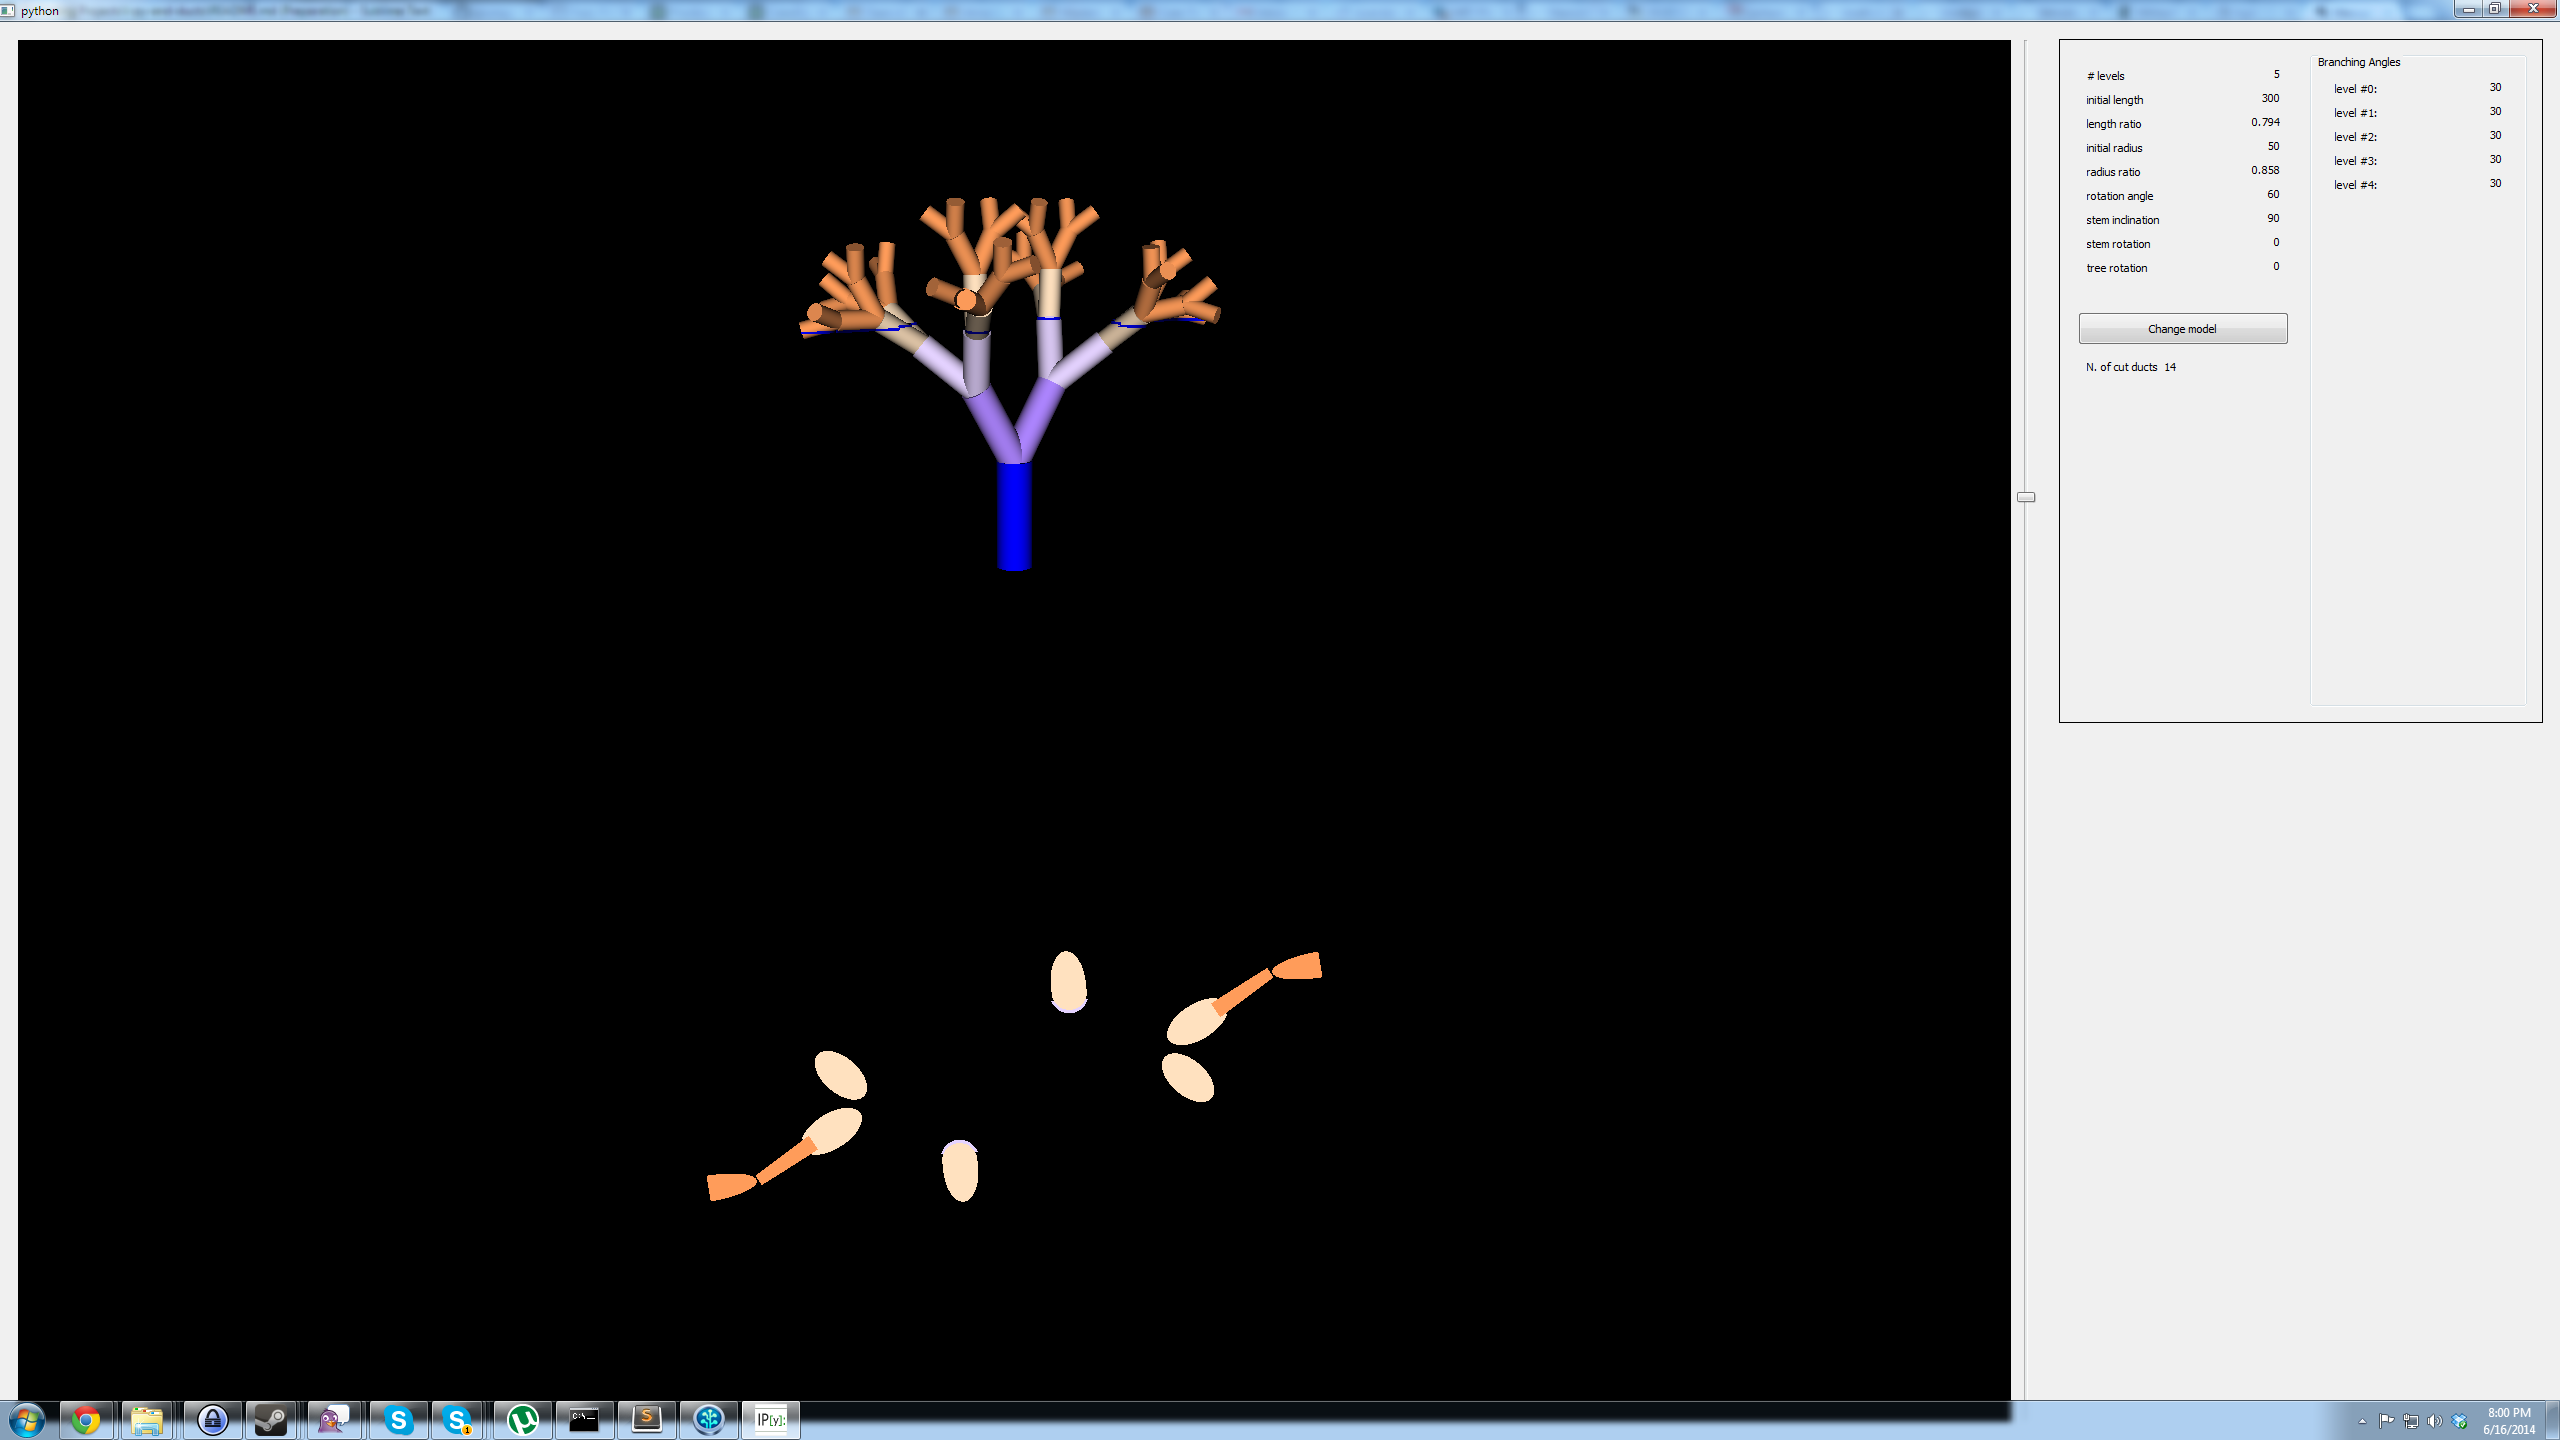 python
# levels 5
initial length 300
length ratio 0.794
initial radius 50
radius ratio 0.858
rotation angle 60
stem inclination 90
stem rotation 0
tree rotation 0
Change model
N. of cut ducts 14
Branching Angles
level #0: 30
level #1: 30
level #2: 30
level #3: 30
level #4: 30
C:\_
IP[y]:
8:00 PM
6/16/2014